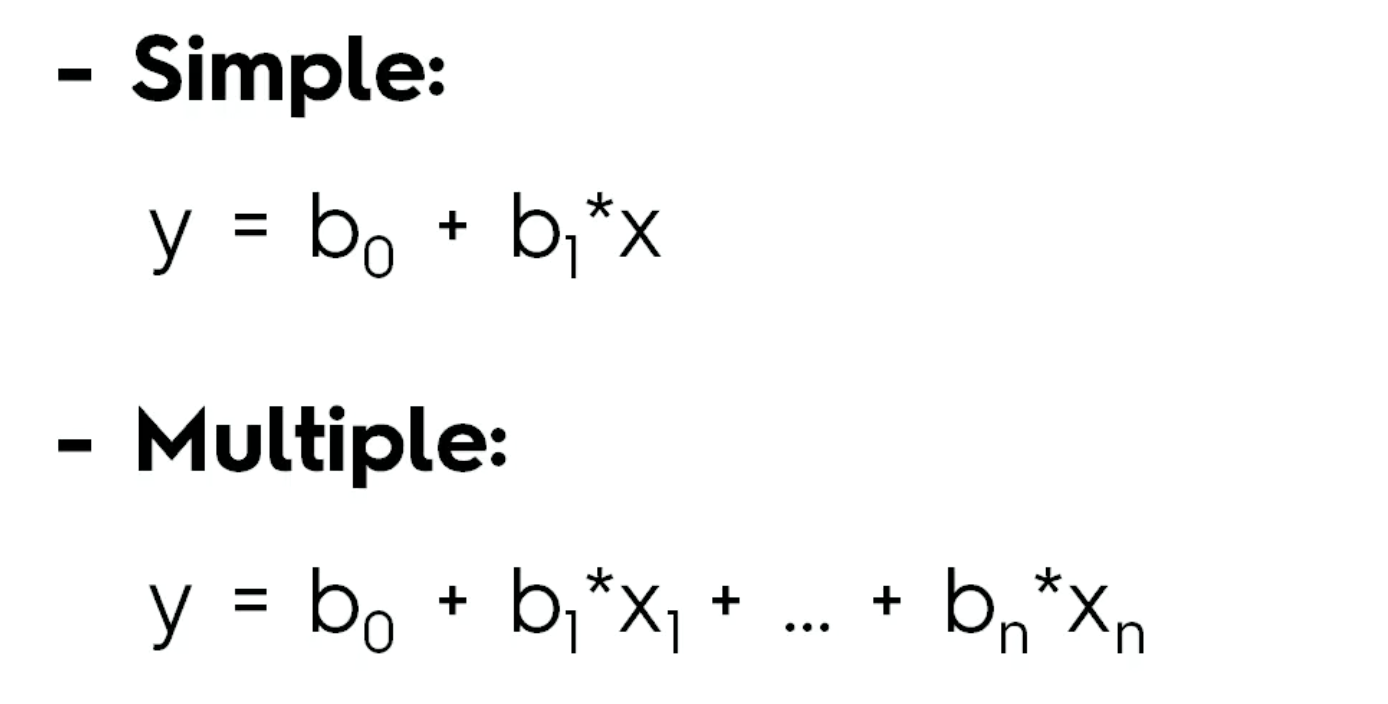 - Simple:
y = b₀ + b₁*x
- Multiple:
y = b₀ + b₁*x₁ + ... + bₙ*xₙ